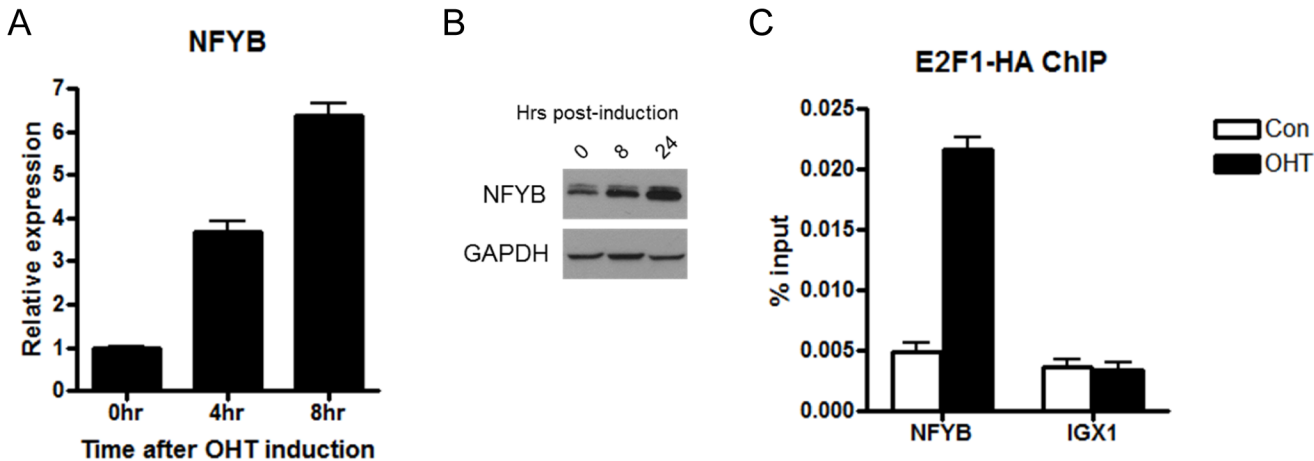 A
NFYB
Relative expression
7
6
5
4
3
2
1
0
0hr 4hr 8hr
Time after OHT induction
B
Hrs post-induction
0 8 24
NFYB
GAPDH
C
E2F1-HA ChIP
% input
0.025
0.020
0.015
0.010
0.005
0.000
NFYB IGX1
Con
OHT